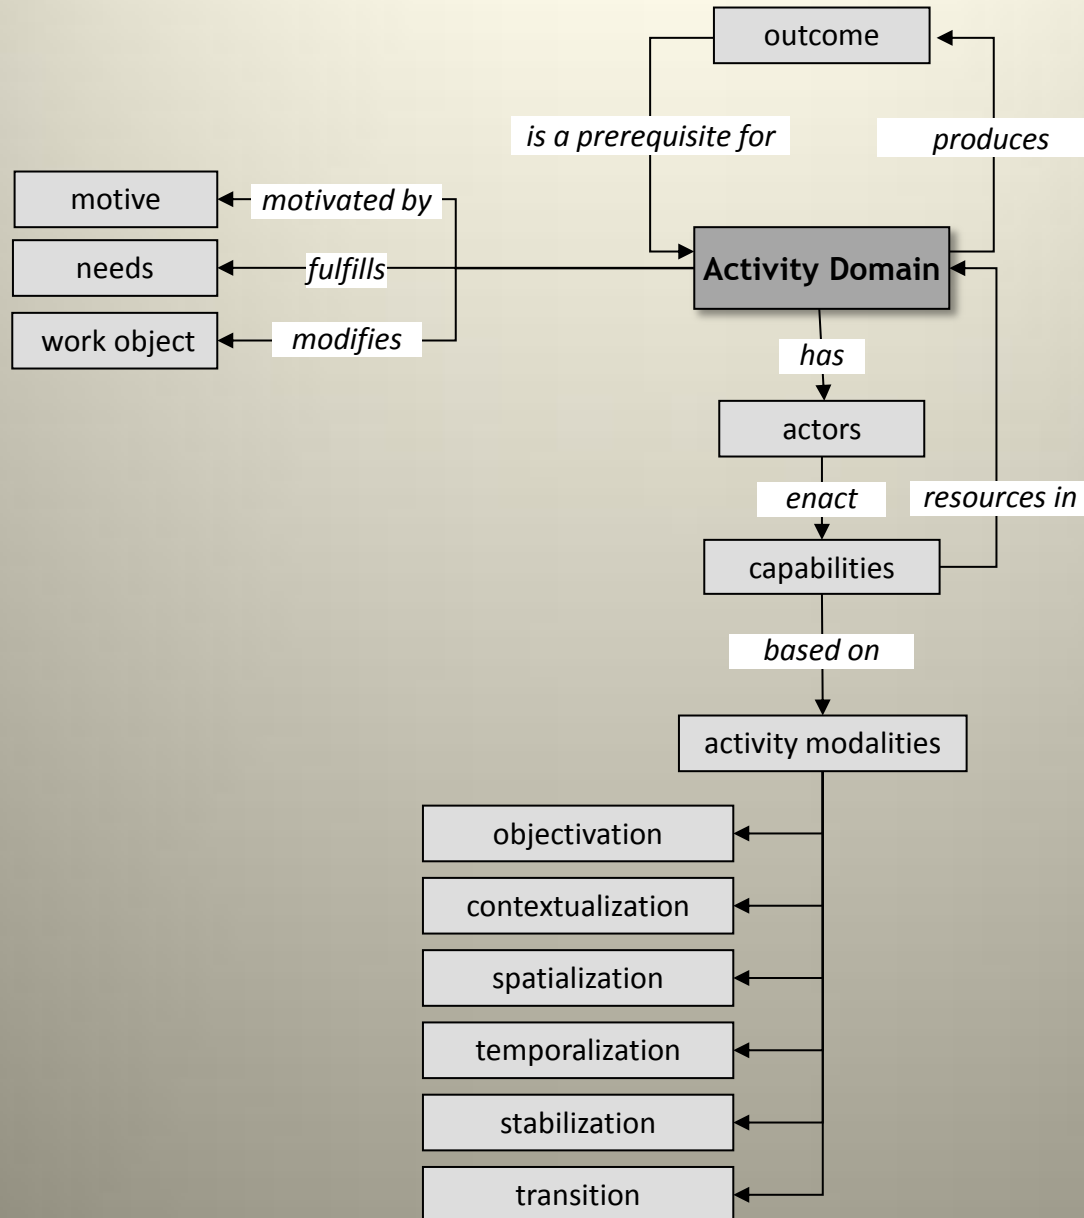 outcome
is a prerequisite for
produces
motive
motivated by
needs
fulfills
Activity Domain
work object
modifies
has
actors
enact
resources in
capabilities
based on
activity modalities
objectivation
contextualization
spatialization
temporalization
stabilization
transition